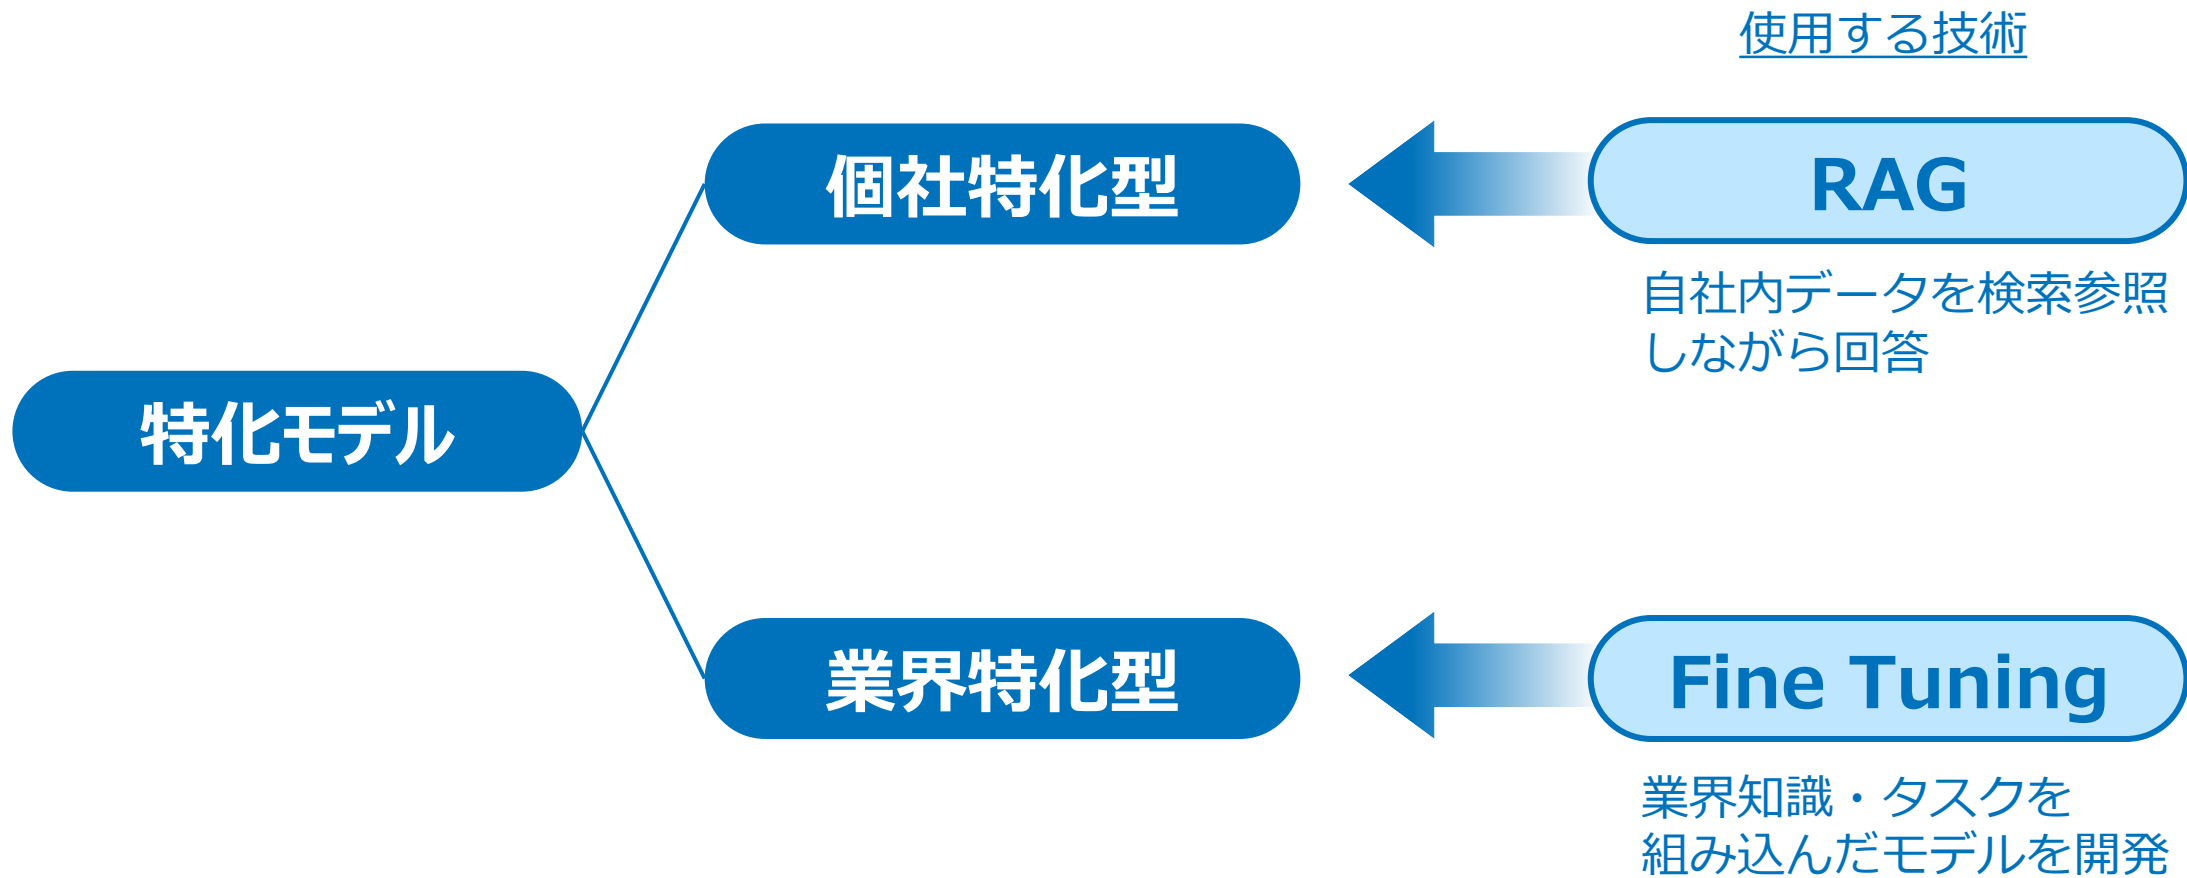 使用する技術
個社特化型
RAG
自社内データを検索参照
しながら回答
特化モデル
業界特化型
Fine Tuning
業界知識・タスクを
組み込んだモデルを開発